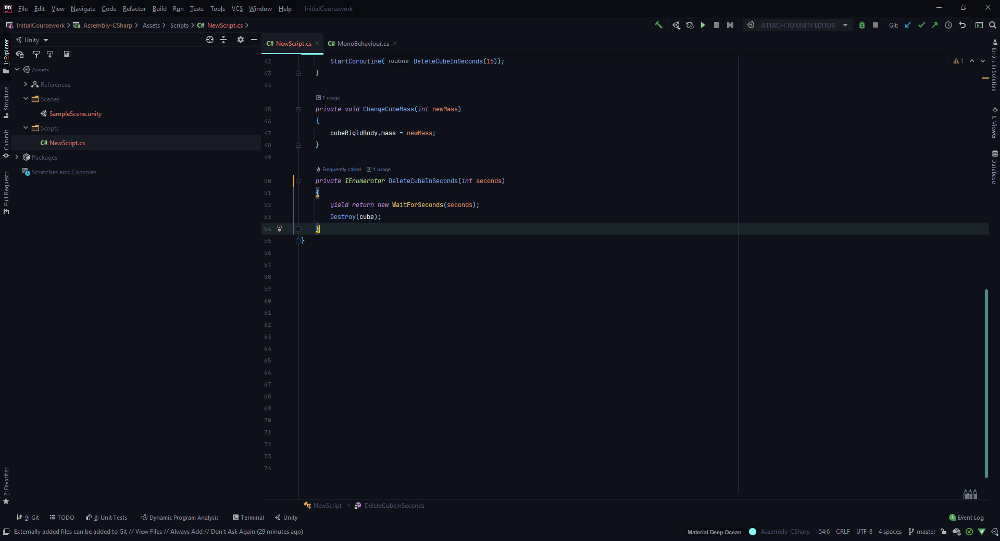 RD File Edit View Navigate Code Refactor Build Run Tests Tools VCS Window Help InitialCoursework
InitialCoursework Assembly-CSharp Assets Scripts C# NewScript.cs ATTACH TO UNITY EDITOR Git:
Unity
C# NewScript.cs C# MonoBehaviour.cs
1: Explorer
Structure
Commit
Pull Requests
2: Favorites
Assets
References
Scenes
SampleScene.unity
Scripts
C# NewScript.cs
Packages
Scratches and Consoles
42 StartCoroutine( routine: DeleteCubeInSeconds(15));
43 }
44
1 usage
45 private void ChangeCubeMass(int newMass)
46 {
47 cubeRigidBody.mass = newMass;
48 }
49
Frequently called 1 usage
50 private IEnumerator DeleteCubeInSeconds(int seconds)
51 {
52 yield return new WaitForSeconds(seconds);
53 Destroy(cube);
54 }
55 }
56
57
58
59
60
61
62
63
64
65
66
67
68
69
70
71
72
73
74
1
Errors In Solution
IL Viewer
Database
NewScript DeleteCubeInSeconds
9: Git TODO 8: Unit Tests Dynamic Program Analysis Terminal Unity 3 Event Log
Externally added files can be added to Git // View Files // Always Add // Don't Ask Again (29 minutes ago) Material Deep Ocean Assembly-CSharp 54:6 CRLF UTF-8 4 spaces master